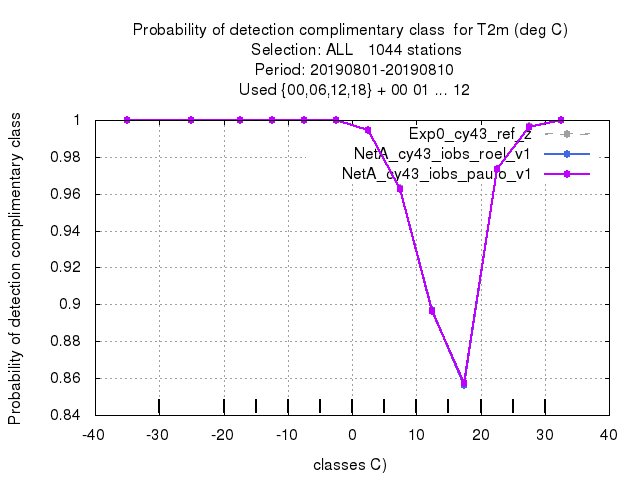 Probability of detection complimentary class  for T2m (deg C)
Selection: ALL   1044 stations
Period: 20190801-20190810
Used {00,06,12,18} + 00 01 ... 12
Probability of detection complimentary class
1
0.98
0.96
0.94
0.92
0.9
0.88
0.86
0.84
Exp0_cy43_ref_z
NetA_cy43_iobs_roel_v1
NetA_cy43_iobs_paulo_v1
-40 -30 -20 -10 0 10 20 30 40
classes C)